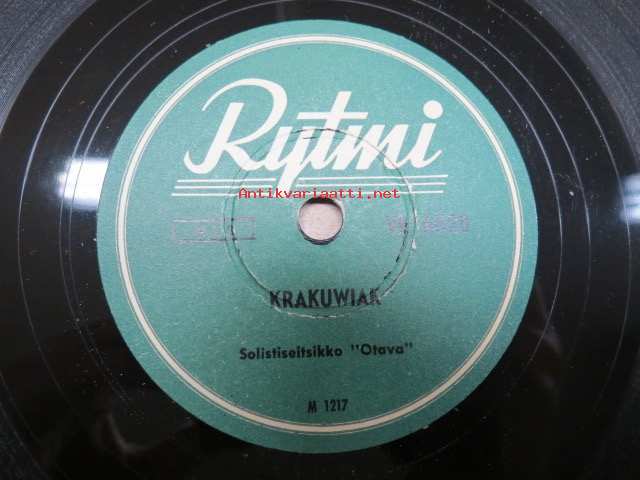 Rytmi
Antikvariaatti.net
KRAKUWIAK
Solistiseitsikko "Otava"
M 1217